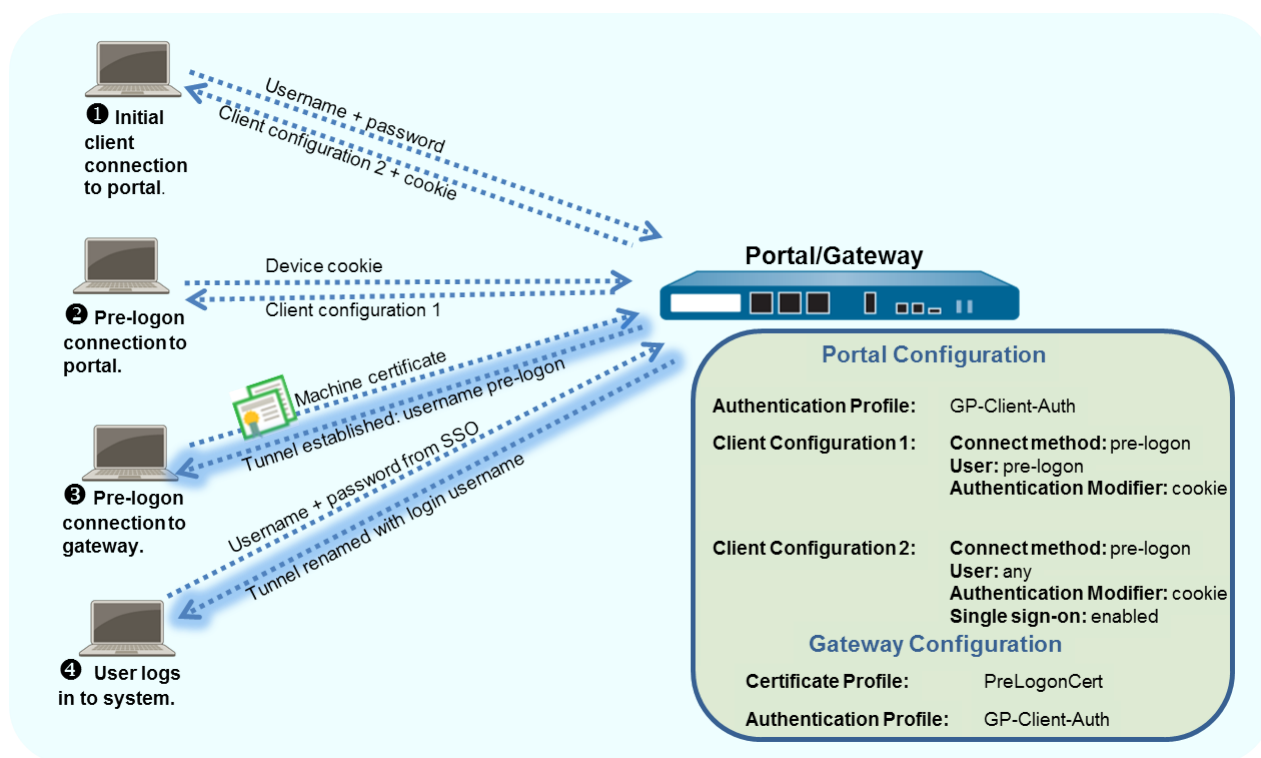 ❶ Initial
client
connection
to portal.
Username + password
Client configuration 2 + cookie
❷ Pre-logon
connection to
portal.
Device cookie
Client configuration 1
❸ Pre-logon
connection to
gateway.
Machine certificate
Tunnel established: username pre-logon
❹ User logs
in to system.
Username + password from SSO
Tunnel renamed with login username
Portal/Gateway
Portal Configuration
Authentication Profile: GP-Client-Auth
Client Configuration 1: Connect method: pre-logon
User: pre-logon
Authentication Modifier: cookie
Client Configuration 2: Connect method: pre-logon
User: any
Authentication Modifier: cookie
Single sign-on: enabled
Gateway Configuration
Certificate Profile: PreLogonCert
Authentication Profile: GP-Client-Auth